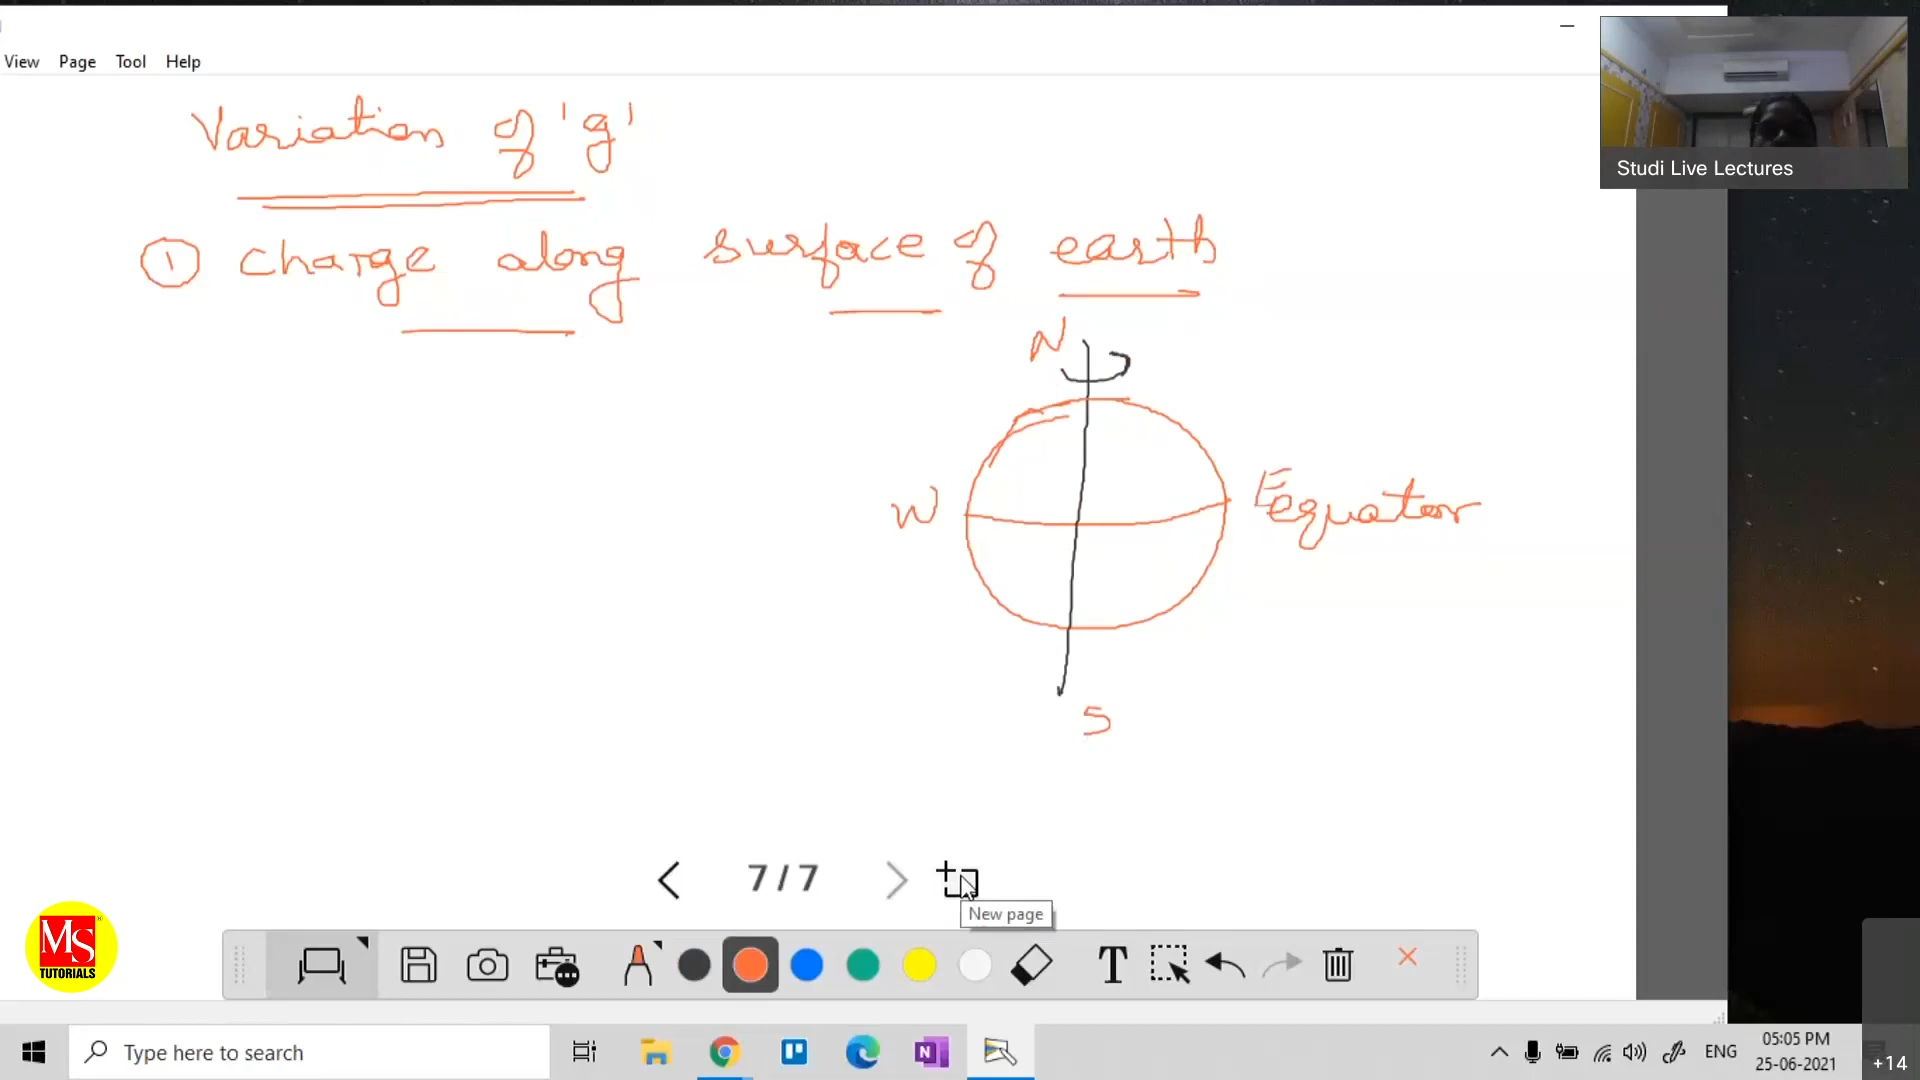 View Page Tool Help
Studi Live Lectures
Variation of 'g'
① Change along surface of earth
N
W
E equator
S
7 / 7
New page
MS
TUTORIALS
T
Type here to search
N
ENG
05:05 PM
25-06-2021
+14